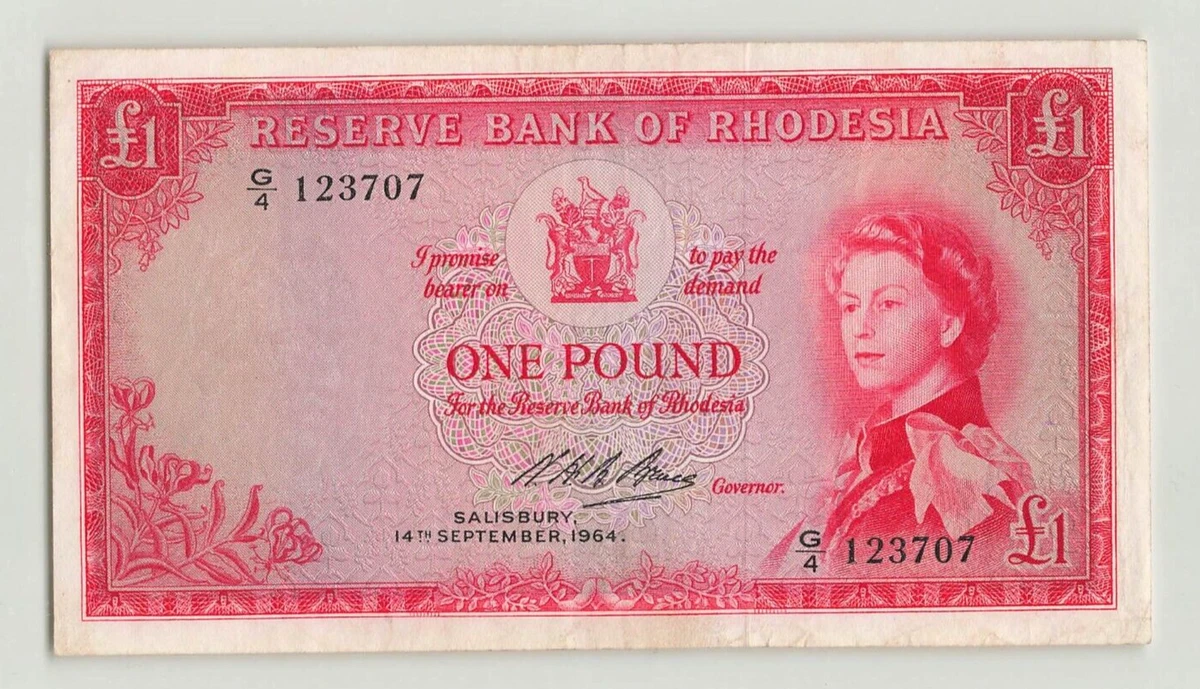 £1 RESERVE BANK OF RHODESIA £1
G/4 123707
I promise to pay the
bearer on demand
ONE POUND
For the Reserve Bank of Rhodesia
Governor.
SALISBURY,
14TH SEPTEMBER, 1964.
G/4 123707 £1